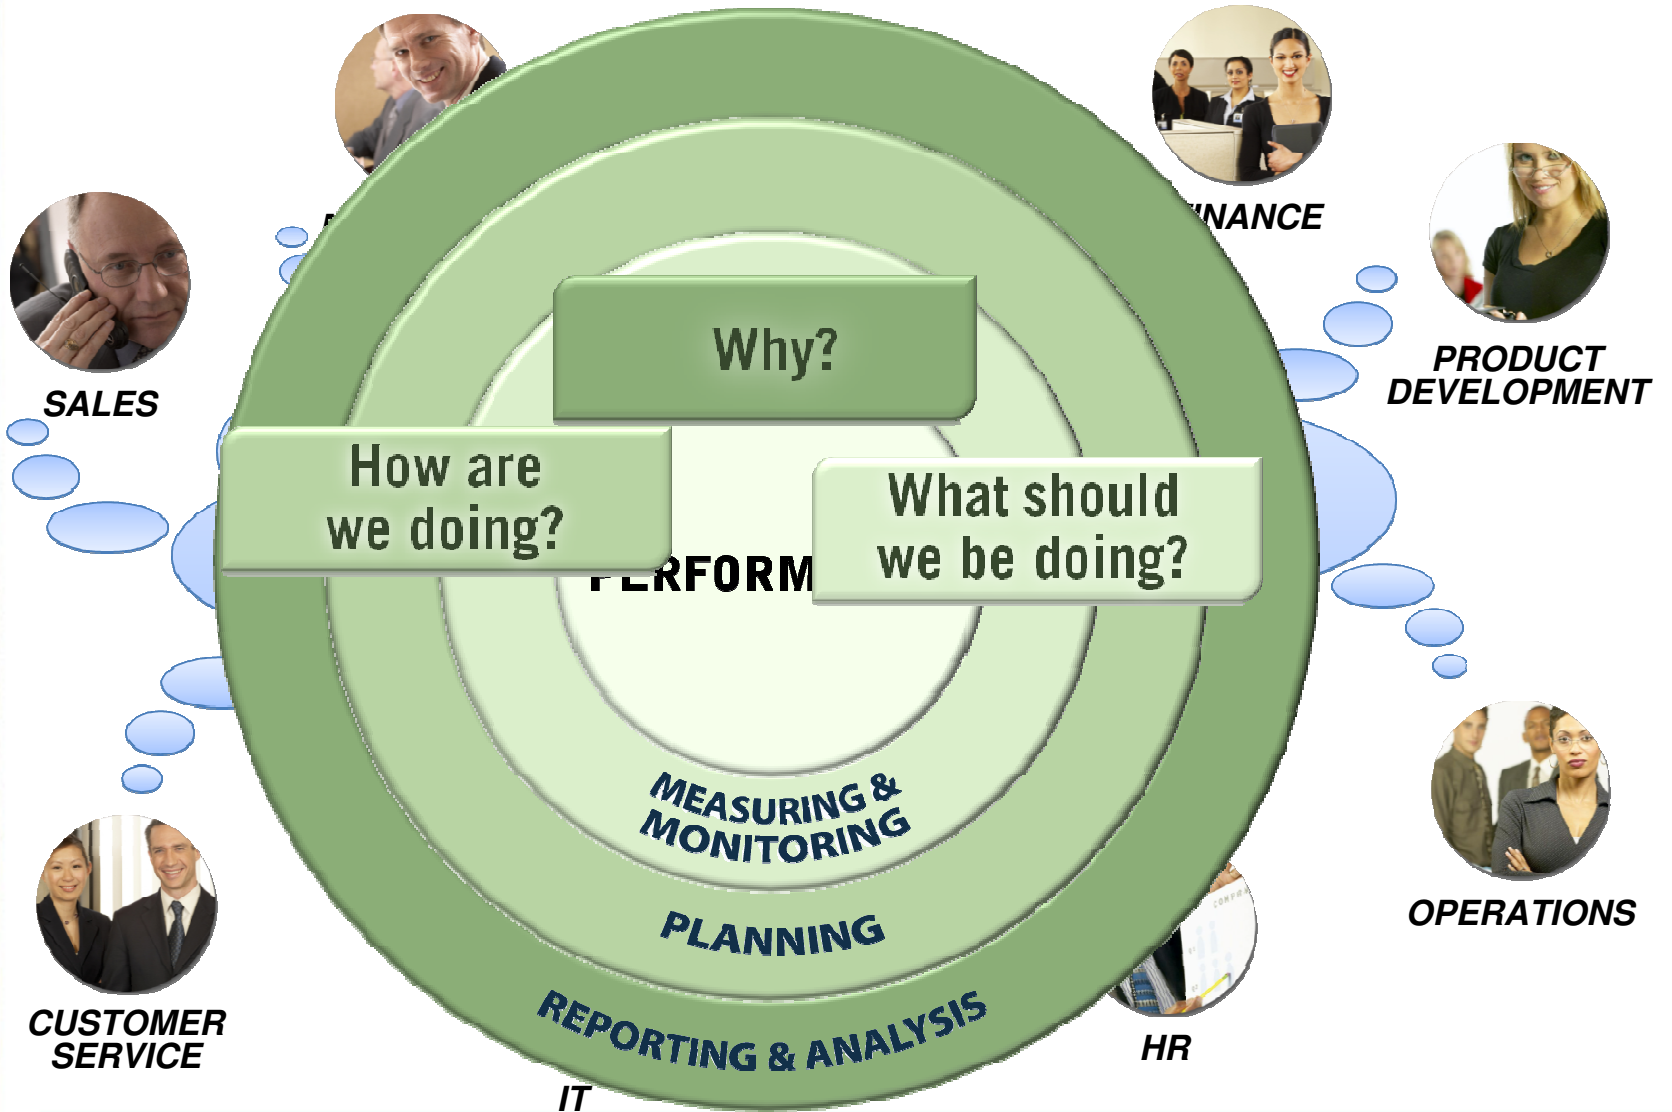 INANCE
PRODUCT
DEVELOPMENT
SALES
Why?
How are
we doing?
What should
we be doing?
PERFORM
MEASURING &
MONITORING
PLANNING
REPORTING & ANALYSIS
OPERATIONS
CUSTOMER
SERVICE
HR
IT